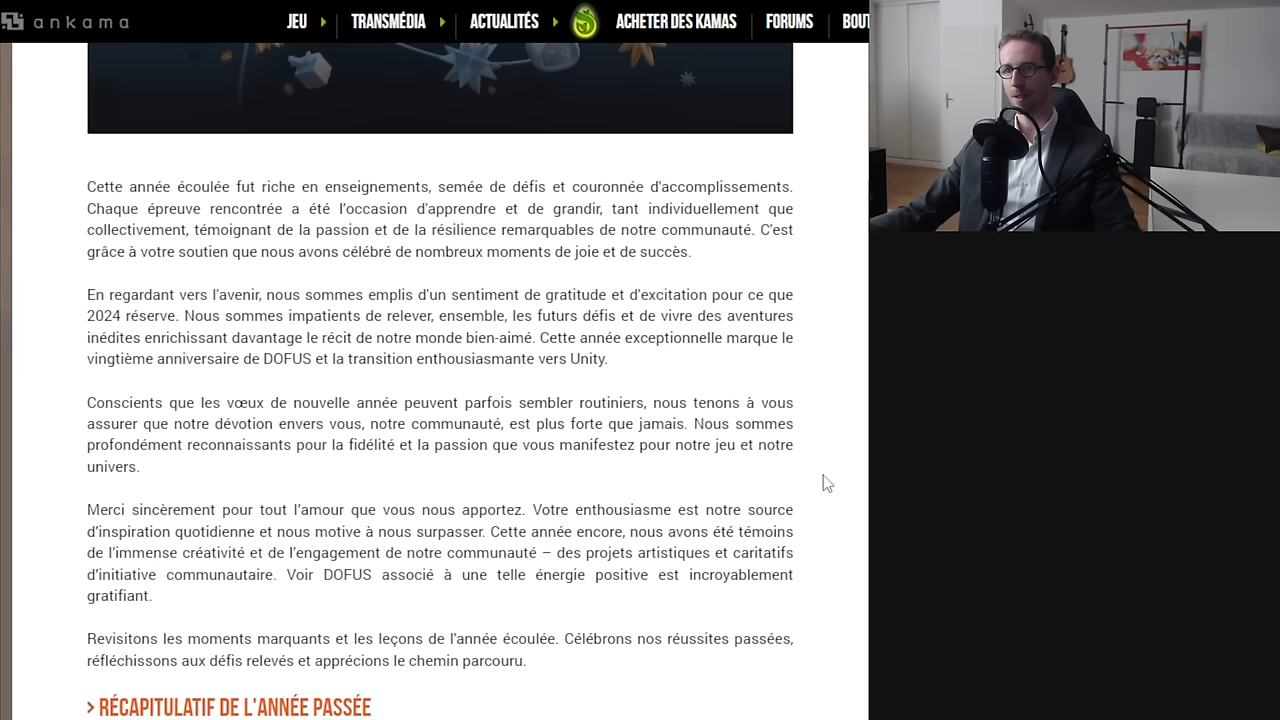 ankama
JEU TRANSMÉDIA ACTUALITÉS ACHETER DES KAMAS FORUMS BOUT
Cette année écoulée fut riche en enseignements, semée de défis et couronnée d'accomplissements.
Chaque épreuve rencontrée a été l'occasion d'apprendre et de grandir, tant individuellement que
collectivement, témoignant de la passion et de la résilience remarquables de notre communauté. C'est
grâce à votre soutien que nous avons célébré de nombreux moments de joie et de succès.
En regardant vers l'avenir, nous sommes emplis d'un sentiment de gratitude et d'excitation pour ce que
2024 réserve. Nous sommes impatients de relever, ensemble, les futurs défis et de vivre des aventures
inédites enrichissant davantage le récit de notre monde bien-aimé. Cette année exceptionnelle marque le
vingtième anniversaire de DOFUS et la transition enthousiasmante vers Unity.
Conscients que les vœux de nouvelle année peuvent parfois sembler routiniers, nous tenons à vous
assurer que notre dévotion envers vous, notre communauté, est plus forte que jamais. Nous sommes
profondément reconnaissants pour la fidélité et la passion que vous manifestez pour notre jeu et notre
univers.
Merci sincèrement pour tout l'amour que vous nous apportez. Votre enthousiasme est notre source
d'inspiration quotidienne et nous motive à nous surpasser. Cette année encore, nous avons été témoins
de l'immense créativité et de l'engagement de notre communauté – des projets artistiques et caritatifs
d'initiative communautaire. Voir DOFUS associé à une telle énergie positive est incroyablement
gratifiant.
Revisitons les moments marquants et les leçons de l'année écoulée. Célébrons nos réussites passées,
réfléchissons aux défis relevés et apprécions le chemin parcouru.
> RÉCAPITULATIF DE L'ANNÉE PASSÉE